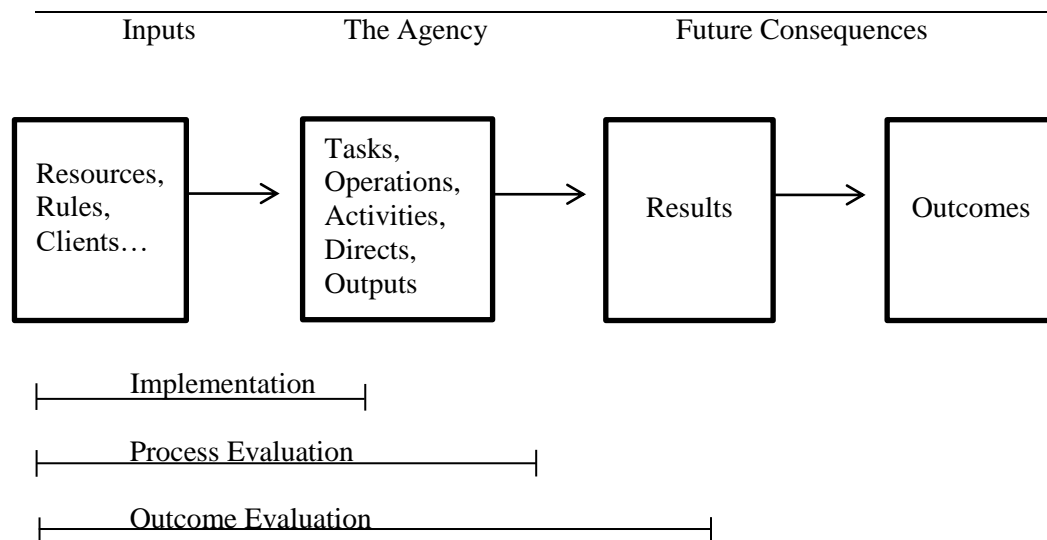 Inputs The Agency Future Consequences
Resources,
Rules,
Clients…
Tasks,
Operations,
Activities,
Directs,
Outputs
Results
Outcomes
Implementation
Process Evaluation
Outcome Evaluation